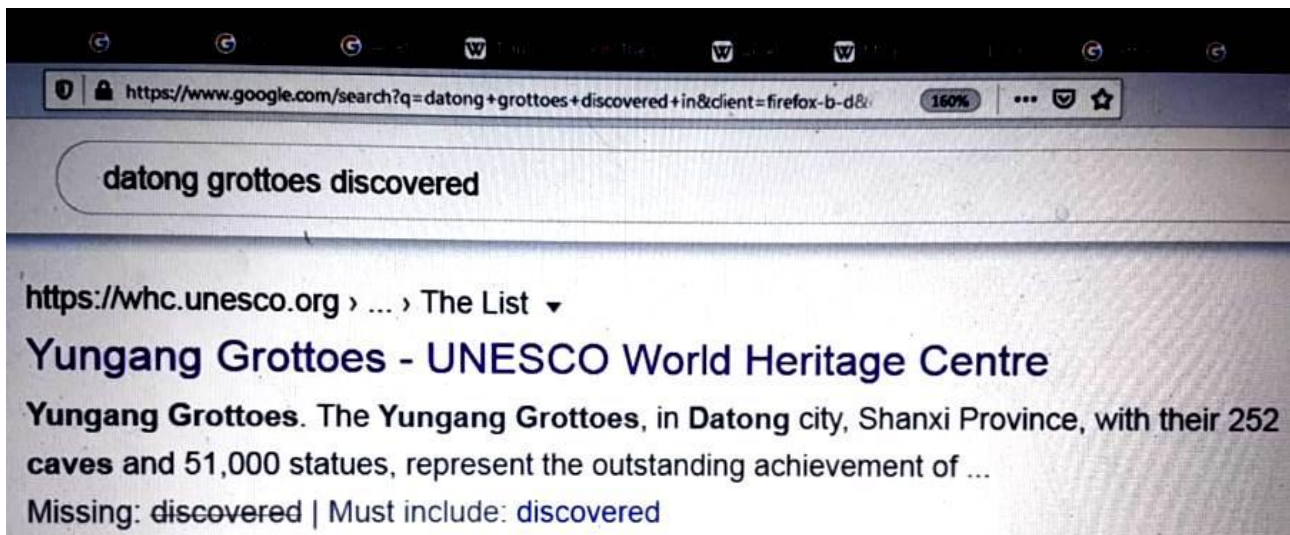 https://www.google.com/search?q=datong+grottoes+discovered+in&client=firefox-b-d& 160%
datong grottoes discovered
https://whc.unesco.org › ... › The List
Yungang Grottoes - UNESCO World Heritage Centre
Yungang Grottoes. The Yungang Grottoes, in Datong city, Shanxi Province, with their 252
caves and 51,000 statues, represent the outstanding achievement of ...
Missing: discovered | Must include: discovered